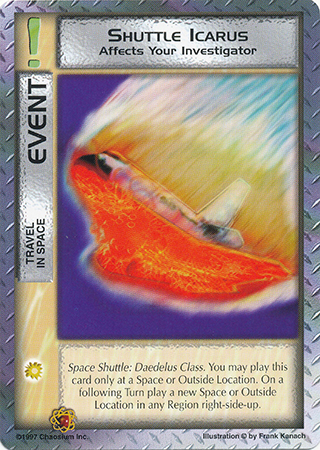 SHUTTLE ICARUS
Affects Your Investigator
EVENT!
TRAVEL
IN SPACE
Space Shuttle: Daedelus Class. You may play this
card only at a Space or Outside Location. On a
following Turn play a new Space or Outside
Location in any Region right-side-up.
©1997 Chaosium Inc.
Illustration © by Frank Kanach